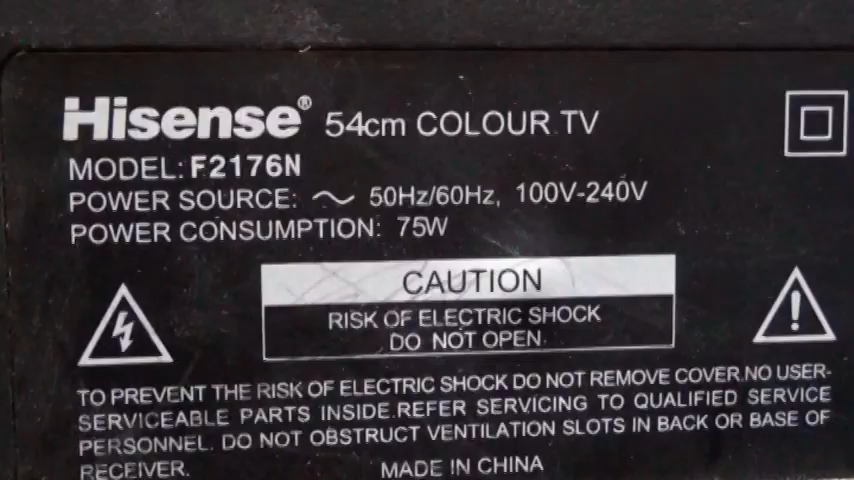 Hisense® 54cm COLOUR TV
MODEL: F2176N
POWER SOURCE: ~ 50Hz/60Hz, 100V-240V
POWER CONSUMPTION: 75W
CAUTION
RISK OF ELECTRIC SHOCK
DO NOT OPEN
TO PREVENT THE RISK OF ELECTRIC SHOCK DO NOT REMOVE COVER.NO USER-
SERVICEABLE PARTS INSIDE.REFER SERVICING TO QUALIFIED SERVICE
PERSONNEL. DO NOT OBSTRUCT VENTILATION SLOTS IN BACK OR BASE OF
RECEIVER.
MADE IN CHINA